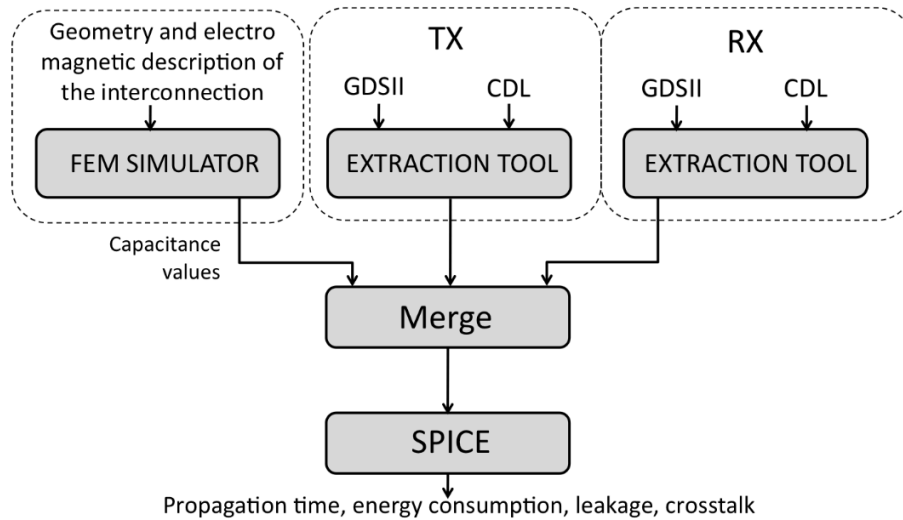 Geometry and electro
magnetic description of
the interconnection
FEM SIMULATOR
TX
GDSII
CDL
EXTRACTION TOOL
RX
GDSII
CDL
EXTRACTION TOOL
Capacitance
values
Merge
SPICE
Propagation time, energy consumption, leakage, crosstalk